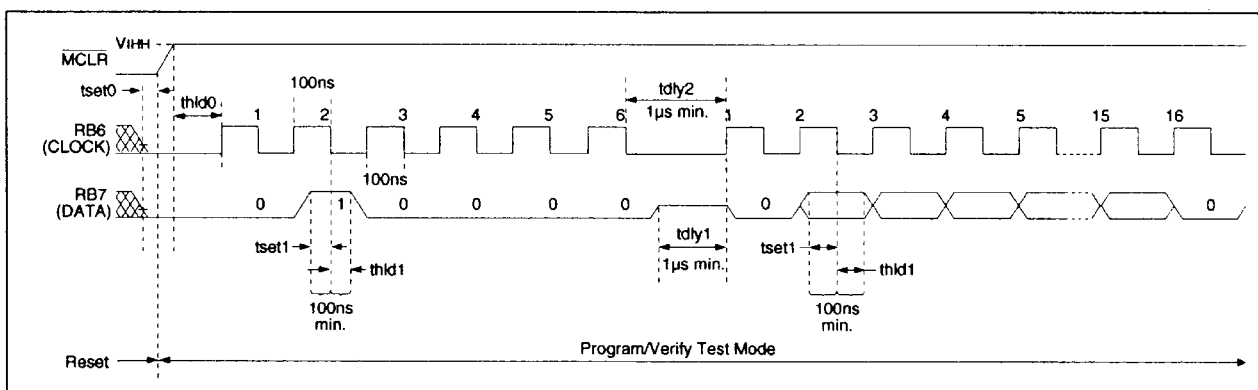 VIHH
MCLR
tset0
thld0
100ns
tdly2
1µs min.
1 2 3 4 5 6 1 2 3 4 5 15 16
RB6
(CLOCK)
100ns
RB7
(DATA)
0 1 0 0 0 0 0 0
tset1
thld1
100ns
min.
tdly1
1µs min.
tset1
thld1
100ns
min.
Reset
Program/Verify Test Mode